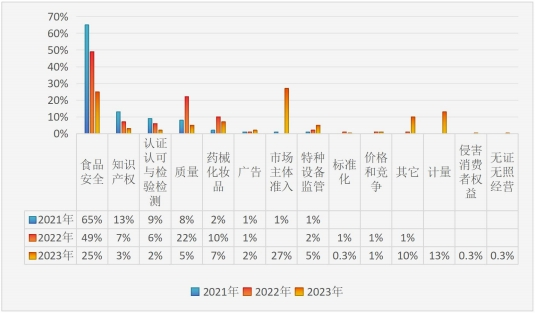 70%
60%
50%
40%
30%
20%
10%
0%
食品安全 知识产权 认证认可与检验检测 质量 药械化妆品 广告 市场主体准入 特种设备监管 标准化 价格和竞争 其它 计量 侵害消费者权益 无证无照经营
2021年 65% 13% 9% 8% 2% 1% 1% 1%
2022年 49% 7% 6% 22% 10% 1% 2% 1% 1% 1%
2023年 25% 3% 2% 5% 7% 2% 27% 5% 0.3% 1% 10% 13% 0.3% 0.3%
2021年 2022年 2023年